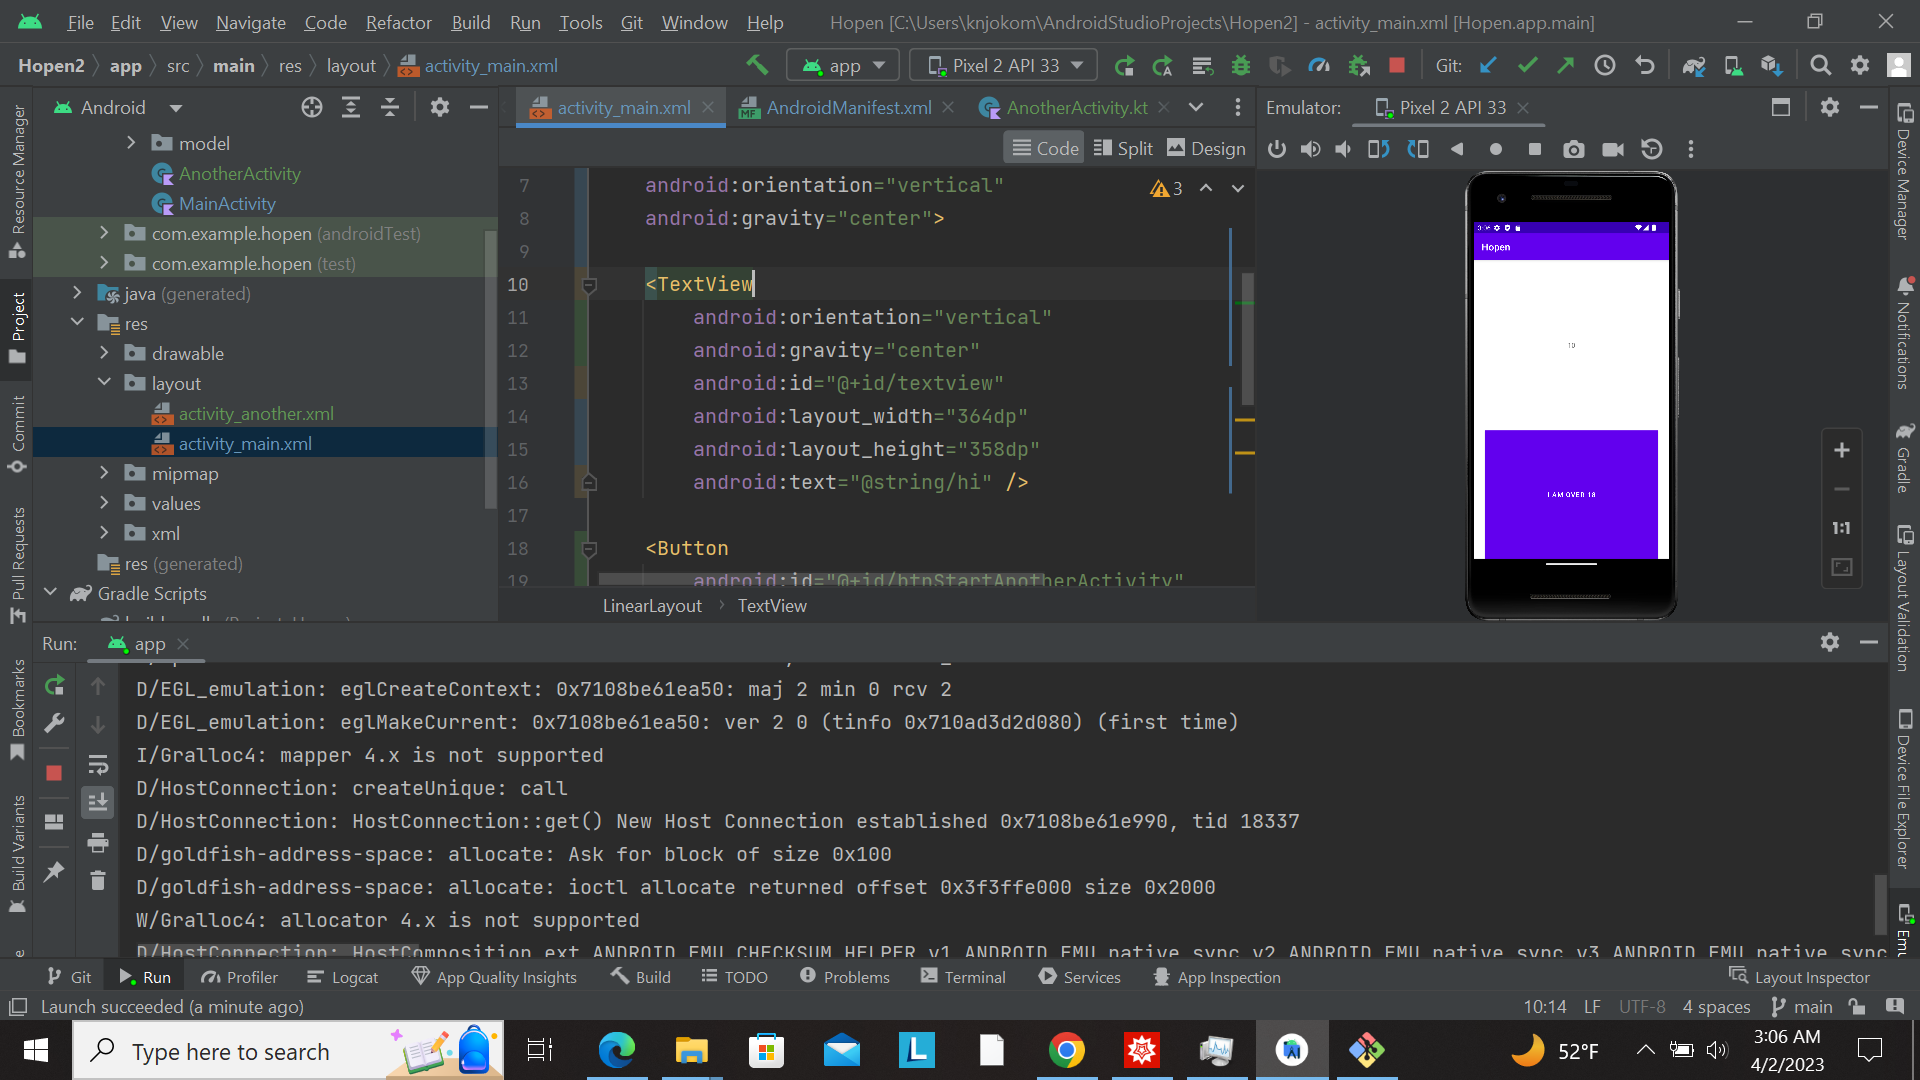 File Edit View Navigate Code Refactor Build Run Tools Git Window Help Hopen [C:\Users\knjokom\AndroidStudioProjects\Hopen2] - activity_main.xml [Hopen.app.main]
Hopen2 app src main res layout activity_main.xml app Pixel 2 API 33 Git:
Android activity_main.xml AndroidManifest.xml AnotherActivity.kt Emulator: Pixel 2 API 33
Code Split Design
model
AnotherActivity
MainActivity
com.example.hopen (androidTest)
com.example.hopen (test)
java (generated)
res
drawable
layout
activity_another.xml
activity_main.xml
mipmap
values
xml
res (generated)
Gradle Scripts
3
7 android:orientation="vertical"
8 android:gravity="center">
9
10 <TextView
11 android:orientation="vertical"
12 android:gravity="center"
13 android:id="@+id/textview"
14 android:layout_width="364dp"
15 android:layout_height="358dp"
16 android:text="@string/hi" />
17
18 <Button
19 android:id="@+id/btnStartAnotherActivity"
LinearLayout TextView
Hopen
10
I AM OVER 18
1:1
Resource Manager
Project
Commit
Pull Requests
Bookmarks
Build Variants
Device Manager
Notifications
Gradle
Layout Validation
Device File Explorer
Emu
Run: app
D/EGL_emulation: eglCreateContext: 0x7108be61ea50: maj 2 min 0 rcv 2
D/EGL_emulation: eglMakeCurrent: 0x7108be61ea50: ver 2 0 (tinfo 0x710ad3d2d080) (first time)
I/Gralloc4: mapper 4.x is not supported
D/HostConnection: createUnique: call
D/HostConnection: HostConnection::get() New Host Connection established 0x7108be61e990, tid 18337
D/goldfish-address-space: allocate: Ask for block of size 0x100
D/goldfish-address-space: allocate: ioctl allocate returned offset 0x3f3ffe000 size 0x2000
W/Gralloc4: allocator 4.x is not supported
D/HostConnection: HostComposition ext ANDROID_EMU_CHECKSUM_HELPER_v1 ANDROID_EMU_native_sync_v2 ANDROID_EMU_native_sync_v3 ANDROID_EMU_native_sync
Git Run Profiler Logcat App Quality Insights Build TODO Problems Terminal Services App Inspection Layout Inspector
Launch succeeded (a minute ago) 10:14 LF UTF-8 4 spaces main
Type here to search
52°F
3:06 AM
4/2/2023